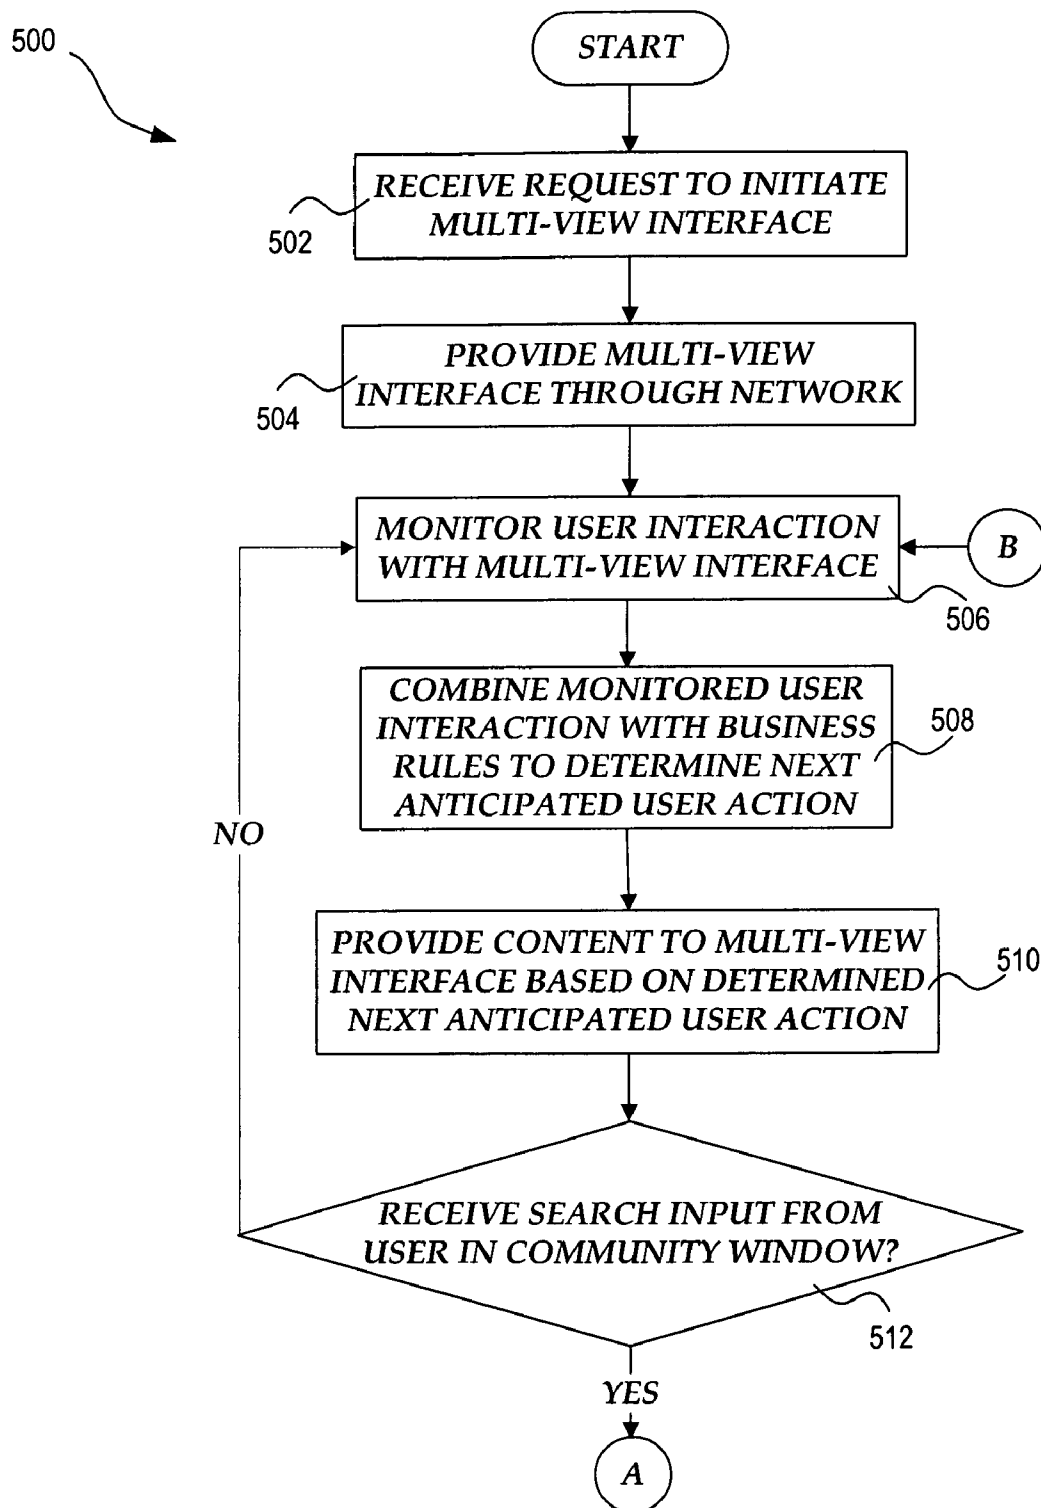 500
START
RECEIVE REQUEST TO INITIATE
MULTI-VIEW INTERFACE
502
PROVIDE MULTI-VIEW
INTERFACE THROUGH NETWORK
504
MONITOR USER INTERACTION
WITH MULTI-VIEW INTERFACE
B
506
COMBINE MONITORED USER
INTERACTION WITH BUSINESS
RULES TO DETERMINE NEXT
ANTICIPATED USER ACTION
508
NO
PROVIDE CONTENT TO MULTI-VIEW
INTERFACE BASED ON DETERMINED
NEXT ANTICIPATED USER ACTION
510
RECEIVE SEARCH INPUT FROM
USER IN COMMUNITY WINDOW?
512
YES
A